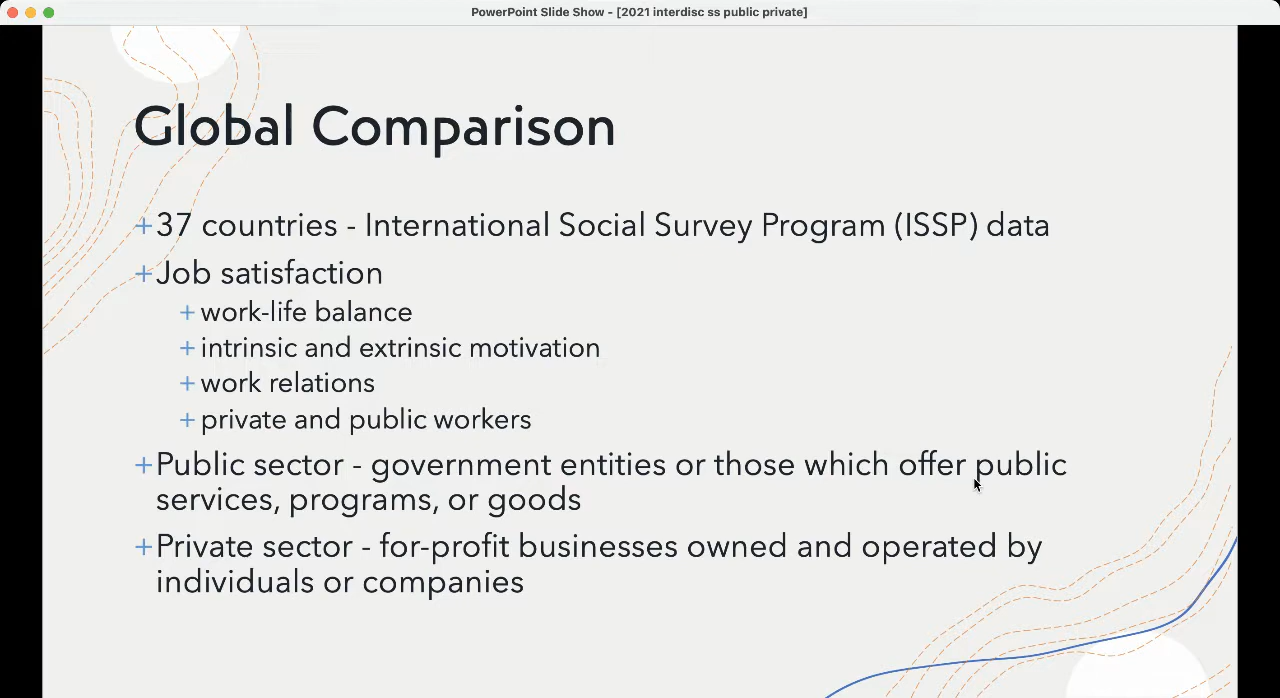 PowerPoint Slide Show - [2021 interdisc ss public private]
Global Comparison
+37 countries - International Social Survey Program (ISSP) data
+Job satisfaction
+work-life balance
+intrinsic and extrinsic motivation
+work relations
+private and public workers
+Public sector - government entities or those which offer public
services, programs, or goods
+Private sector - for-profit businesses owned and operated by
individuals or companies